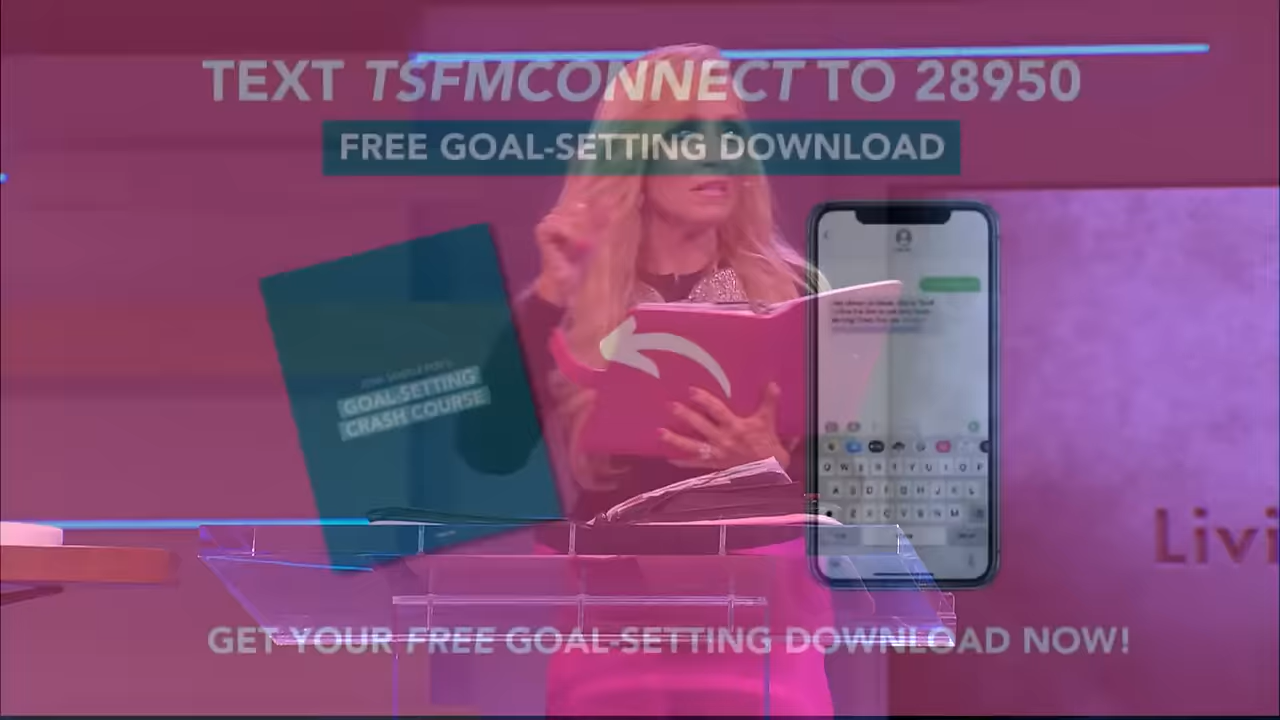 TEXT TSFMCONNECT TO 28950
FREE GOAL-SETTING DOWNLOAD
GOAL SETTING
CRASH COURSE
Livi
GET YOUR FREE GOAL-SETTING DOWNLOAD NOW!